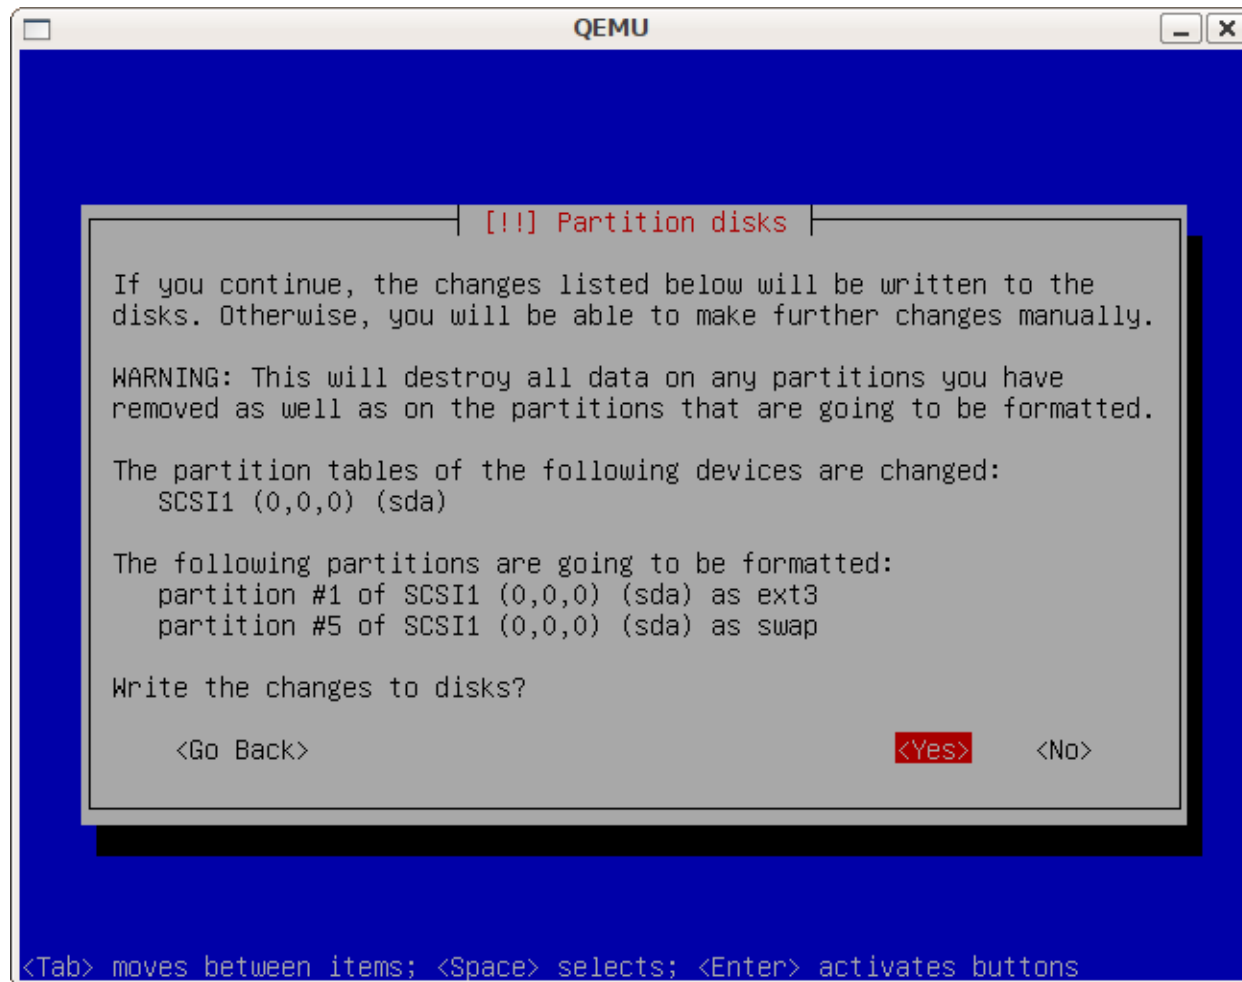 QEMU
[!!] Partition disks
If you continue, the changes listed below will be written to the
disks. Otherwise, you will be able to make further changes manually.
WARNING: This will destroy all data on any partitions you have
removed as well as on the partitions that are going to be formatted.
The partition tables of the following devices are changed:
SCSI1 (0,0,0) (sda)
The following partitions are going to be formatted:
partition #1 of SCSI1 (0,0,0) (sda) as ext3
partition #5 of SCSI1 (0,0,0) (sda) as swap
Write the changes to disks?
<Go Back> <Yes> <No>
<Tab> moves between items; <Space> selects; <Enter> activates buttons